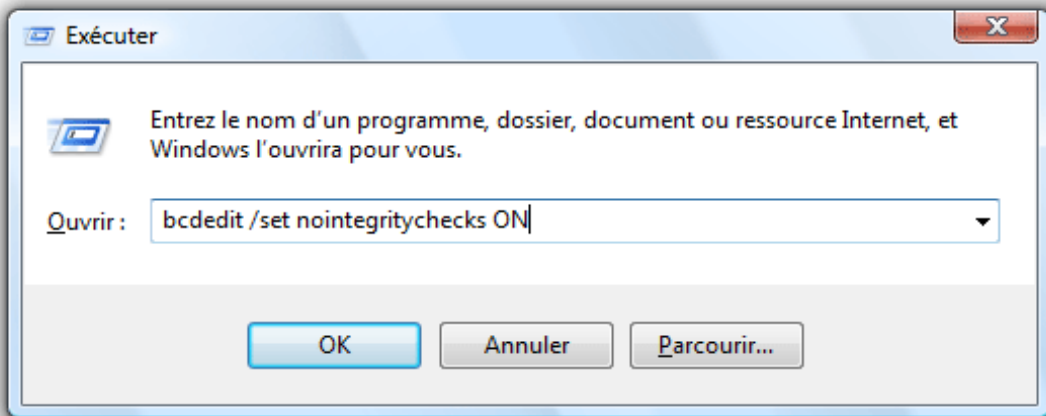 Exécuter
Entrez le nom d'un programme, dossier, document ou ressource Internet, et
Windows l'ouvrira pour vous.
Ouvrir : bcdedit /set nointegritychecks ON
OK Annuler Parcourir...